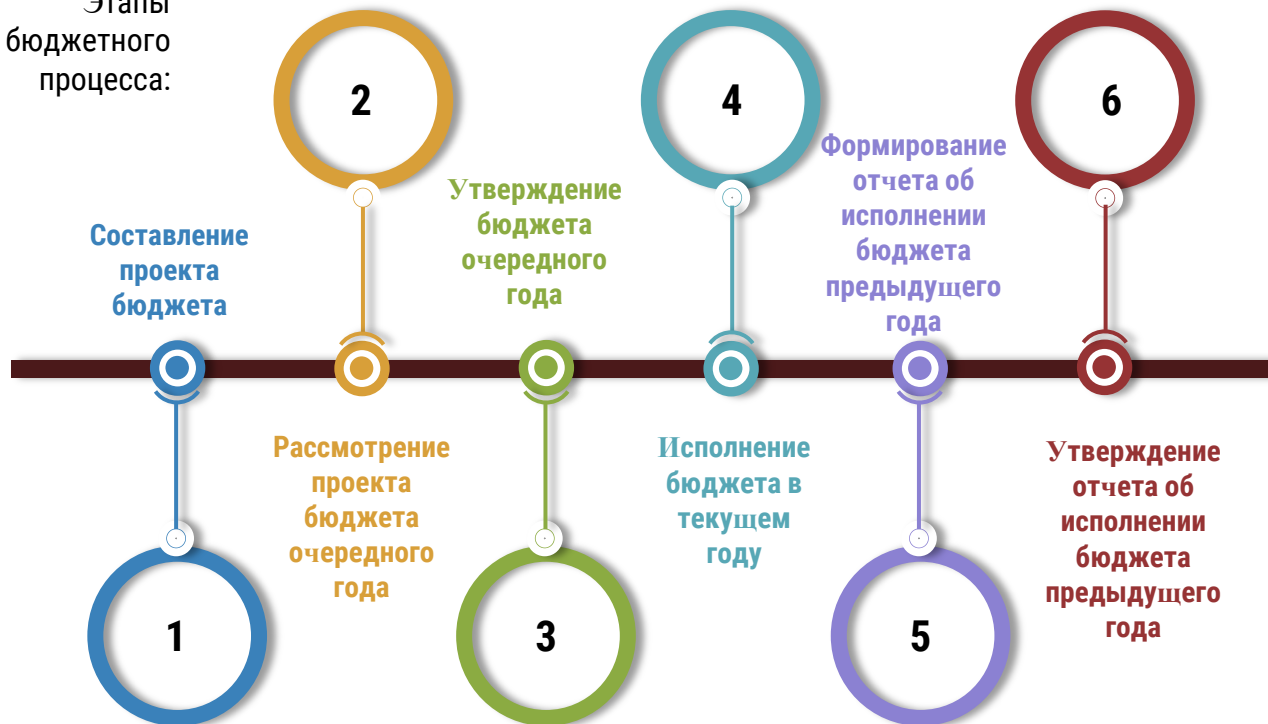 Этапы
бюджетного
процесса:
1
Составление
проекта
бюджета
2
Рассмотрение
проекта
бюджета
очередного
года
3
Утверждение
бюджета
очередного
года
4
Исполнение
бюджета в
текущем
году
5
Формирование
отчета об
исполнении
бюджета
предыдущего
года
6
Утверждение
отчета об
исполнении
бюджета
предыдущего
года